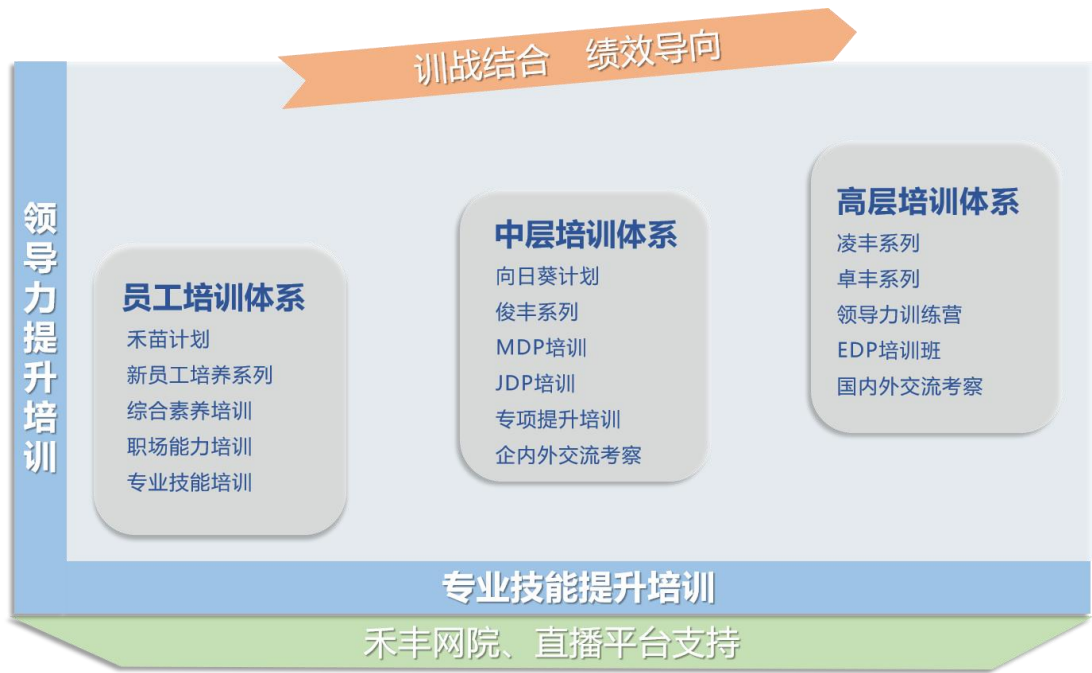 训战结合 绩效导向
领导力提升培训
员工培训体系
禾苗计划
新员工培养系列
综合素养培训
职场能力培训
专业技能培训
中层培训体系
向日葵计划
俊丰系列
MDP培训
JDP培训
专项提升培训
企内外交流考察
高层培训体系
凌丰系列
卓丰系列
领导力训练营
EDP培训班
国内外交流考察
专业技能提升培训
禾丰网院、直播平台支持